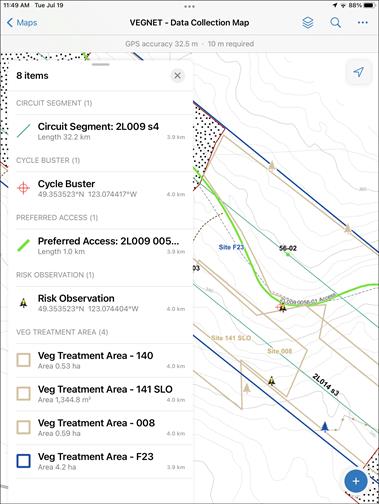 11:49 AM Tue Jul 19
88%
Maps
VEGNET - Data Collection Map
GPS accuracy 32.5 m · 10 m required
8 items
CIRCUIT SEGMENT (1)
Circuit Segment: 2L009 s4
Length 32.2 km
3.9 km
CYCLE BUSTER (1)
Cycle Buster
49.353523°N 123.074417°W
4.0 km
PREFERRED ACCESS (1)
Preferred Access: 2L009 005...
Length 1.0 km
3.9 km
RISK OBSERVATION (1)
Risk Observation
49.353523°N 123.074404°W
4.0 km
VEG TREATMENT AREA (4)
Veg Treatment Area - 140
Area 0.53 ha
4.0 km
Veg Treatment Area - 141 SLO
Area 1,344.8 m²
4.0 km
Veg Treatment Area - 008
Area 0.59 ha
4.0 km
Veg Treatment Area - F23
Area 4.2 ha
3.9 km
Site F23
56-02
03
Site 141 SLO
Site 008
2L014 s3